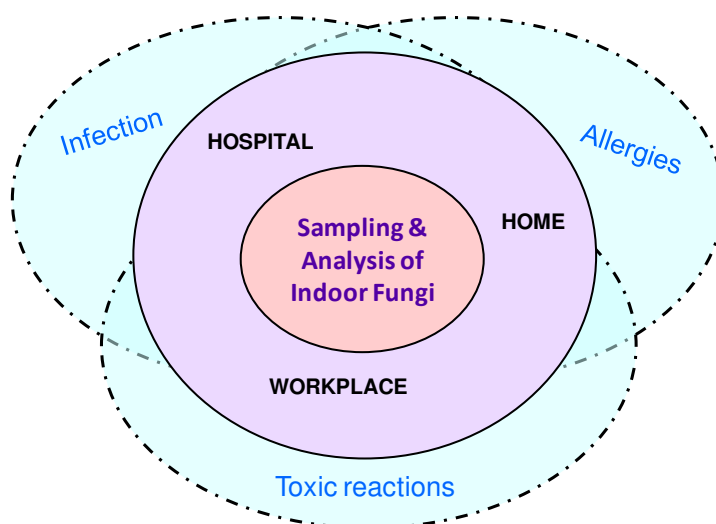 Infection
Allergies
HOSPITAL
HOME
Sampling &
Analysis of
Indoor Fungi
WORKPLACE
Toxic reactions